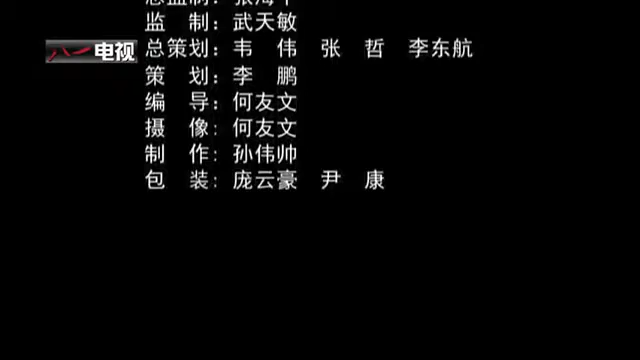 监　制：武天敏
八一电视
总策划：韦　伟　张　哲　李东航
策　划：李　鹏
编　导：何友文
摄　像：何友文
制　作：孙伟帅
包　装：庞云豪　尹　康